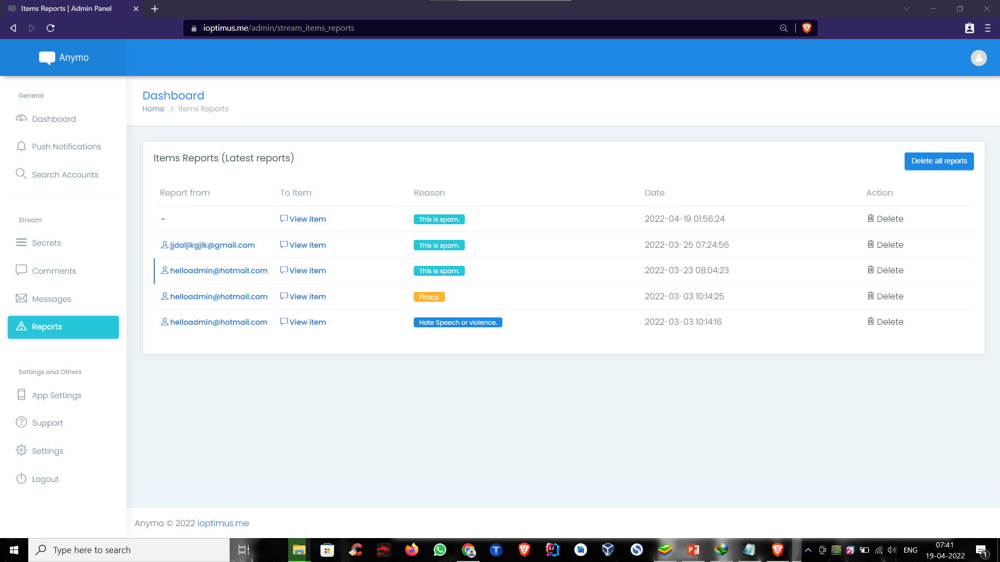 Items Reports | Admin Panel
ioptimus.me/admin/stream_items_reports
Anymo
General
Dashboard
Push Notifications
Search Accounts
Stream
Secrets
Comments
Messages
Reports
Settings and Others
App Settings
Support
Settings
Logout
Dashboard
Home > Items Reports
Items Reports (Latest reports)
Delete all reports
Report from To Item Reason Date Action
- View item This is spam. 2022-04-19 01:56:24 Delete
jjdaljlkgjlk@gmail.com View item This is spam. 2022-03-25 07:24:56 Delete
helloadmin@hotmail.com View item This is spam. 2022-03-23 08:04:23 Delete
helloadmin@hotmail.com View item Piracy. 2022-03-03 10:14:25 Delete
helloadmin@hotmail.com View item Hate Speech or violence. 2022-03-03 10:14:16 Delete
Anymo © 2022 ioptimus.me
Type here to search
ENG
07:41
19-04-2022
1